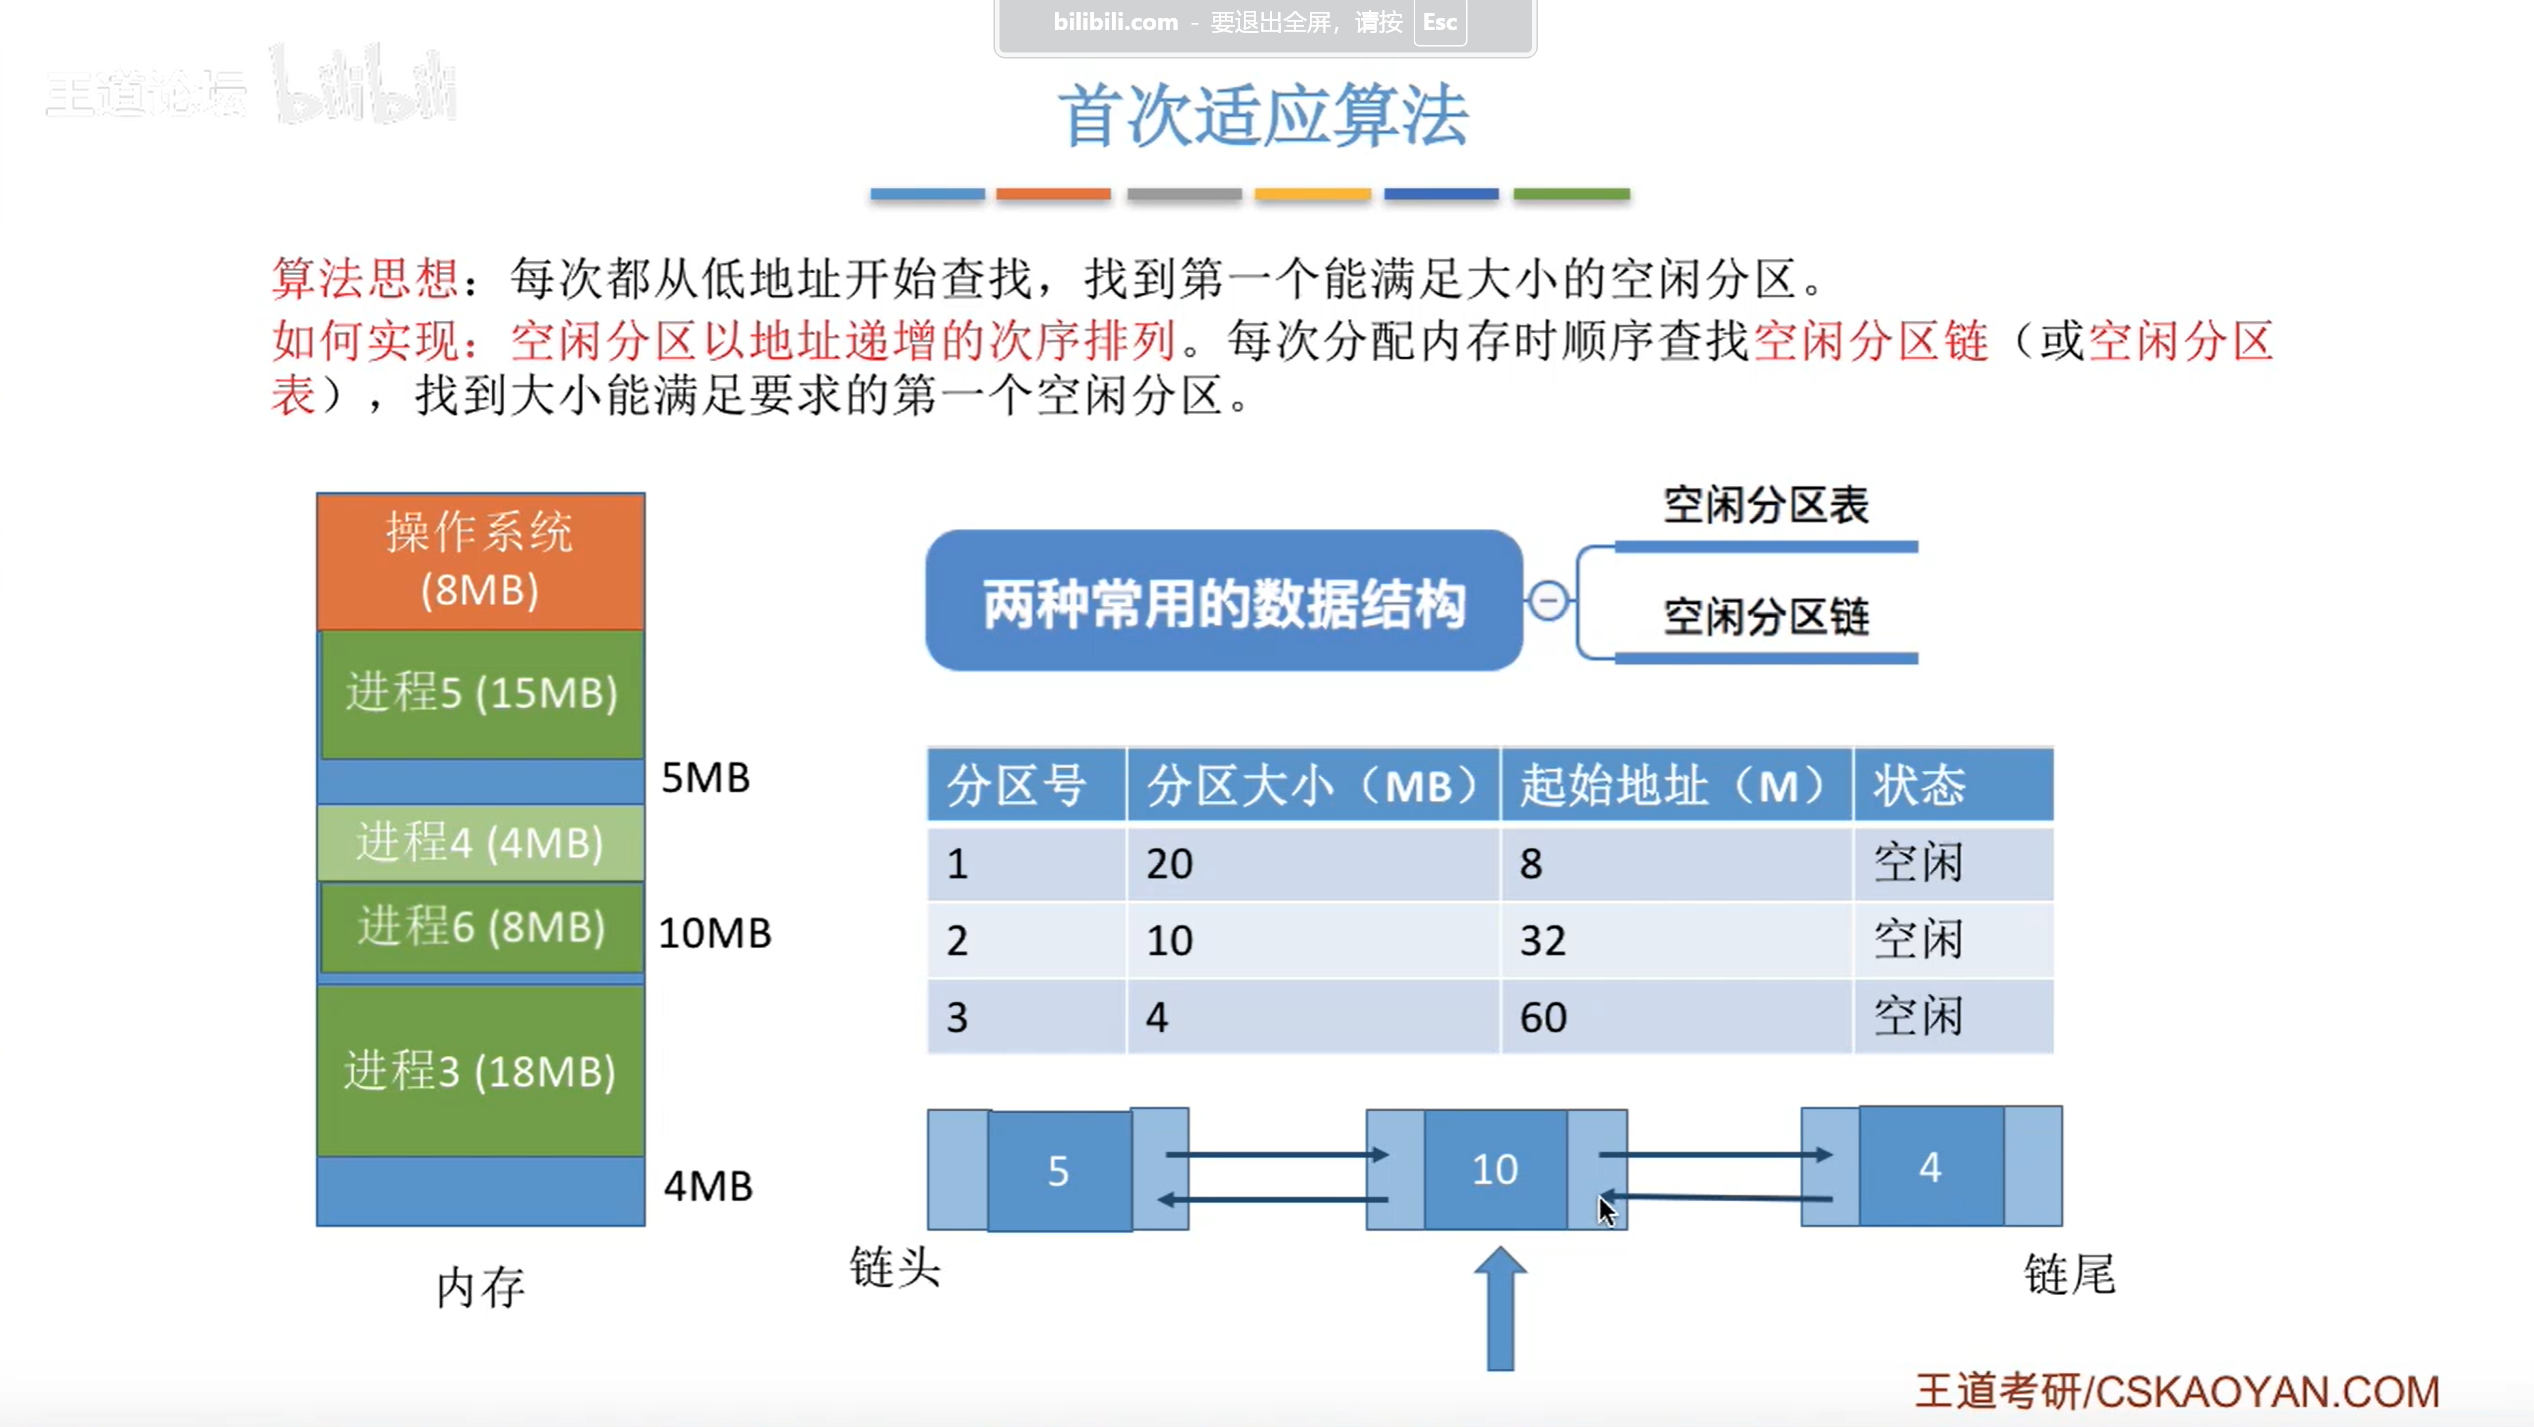 bilibili.com - 要退出全屏，请按 Esc
王道论坛 bilibili
首次适应算法
算法思想：每次都从低地址开始查找，找到第一个能满足大小的空闲分区。
如何实现：空闲分区以地址递增的次序排列。每次分配内存时顺序查找空闲分区链（或空闲分区
表），找到大小能满足要求的第一个空闲分区。
操作系统
(8MB)
进程5 (15MB)
5MB
进程4 (4MB)
进程6 (8MB)
10MB
进程3 (18MB)
4MB
内存
两种常用的数据结构
空闲分区表
空闲分区链
分区号 分区大小（MB） 起始地址（M） 状态
1 20 8 空闲
2 10 32 空闲
3 4 60 空闲
5 10 4
链头 链尾
王道考研/CSKAOYAN.COM